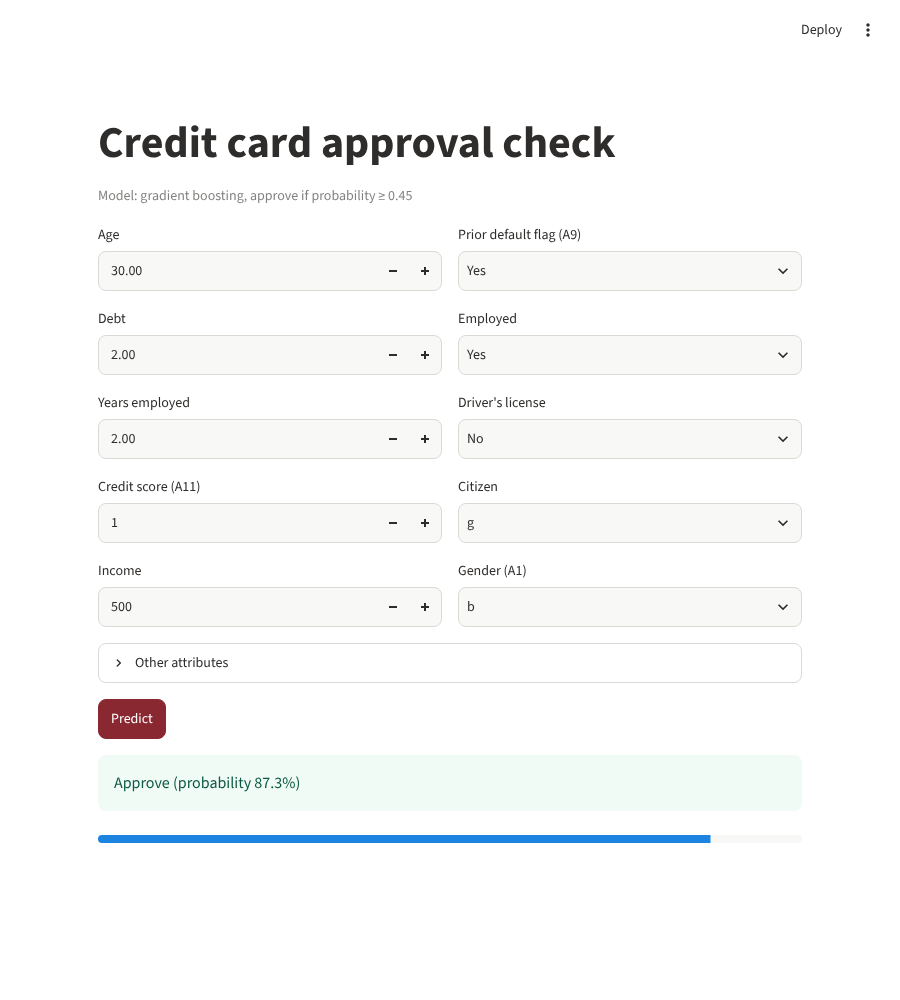 Deploy
Credit card approval check
Model: gradient boosting, approve if probability ≥ 0.45
Age
30.00
Prior default flag (A9)
Yes
Debt
2.00
Employed
Yes
Years employed
2.00
Driver's license
No
Credit score (A11)
1
Citizen
g
Income
500
Gender (A1)
b
Other attributes
Predict
Approve (probability 87.3%)